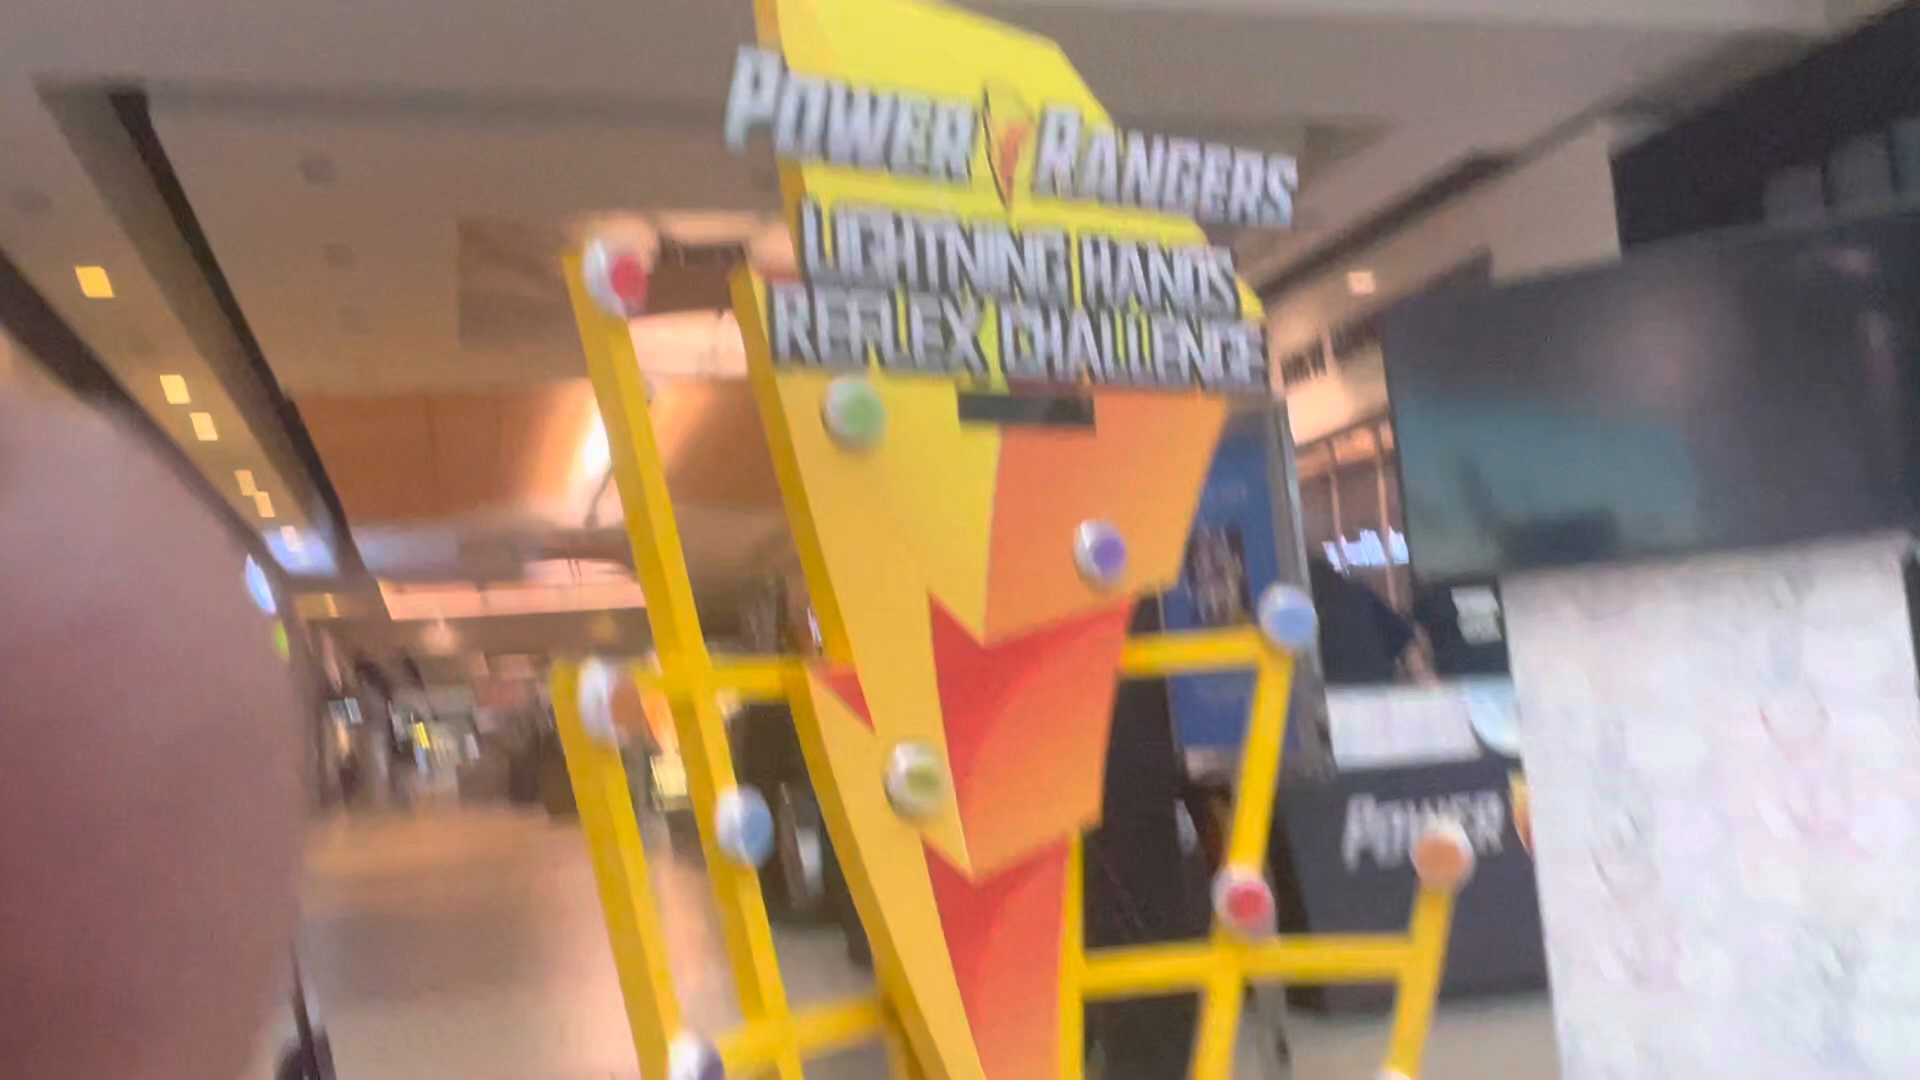 POWER RANGERS
LIGHTNING HANDS
REFLEX CHALLENGE
POWER